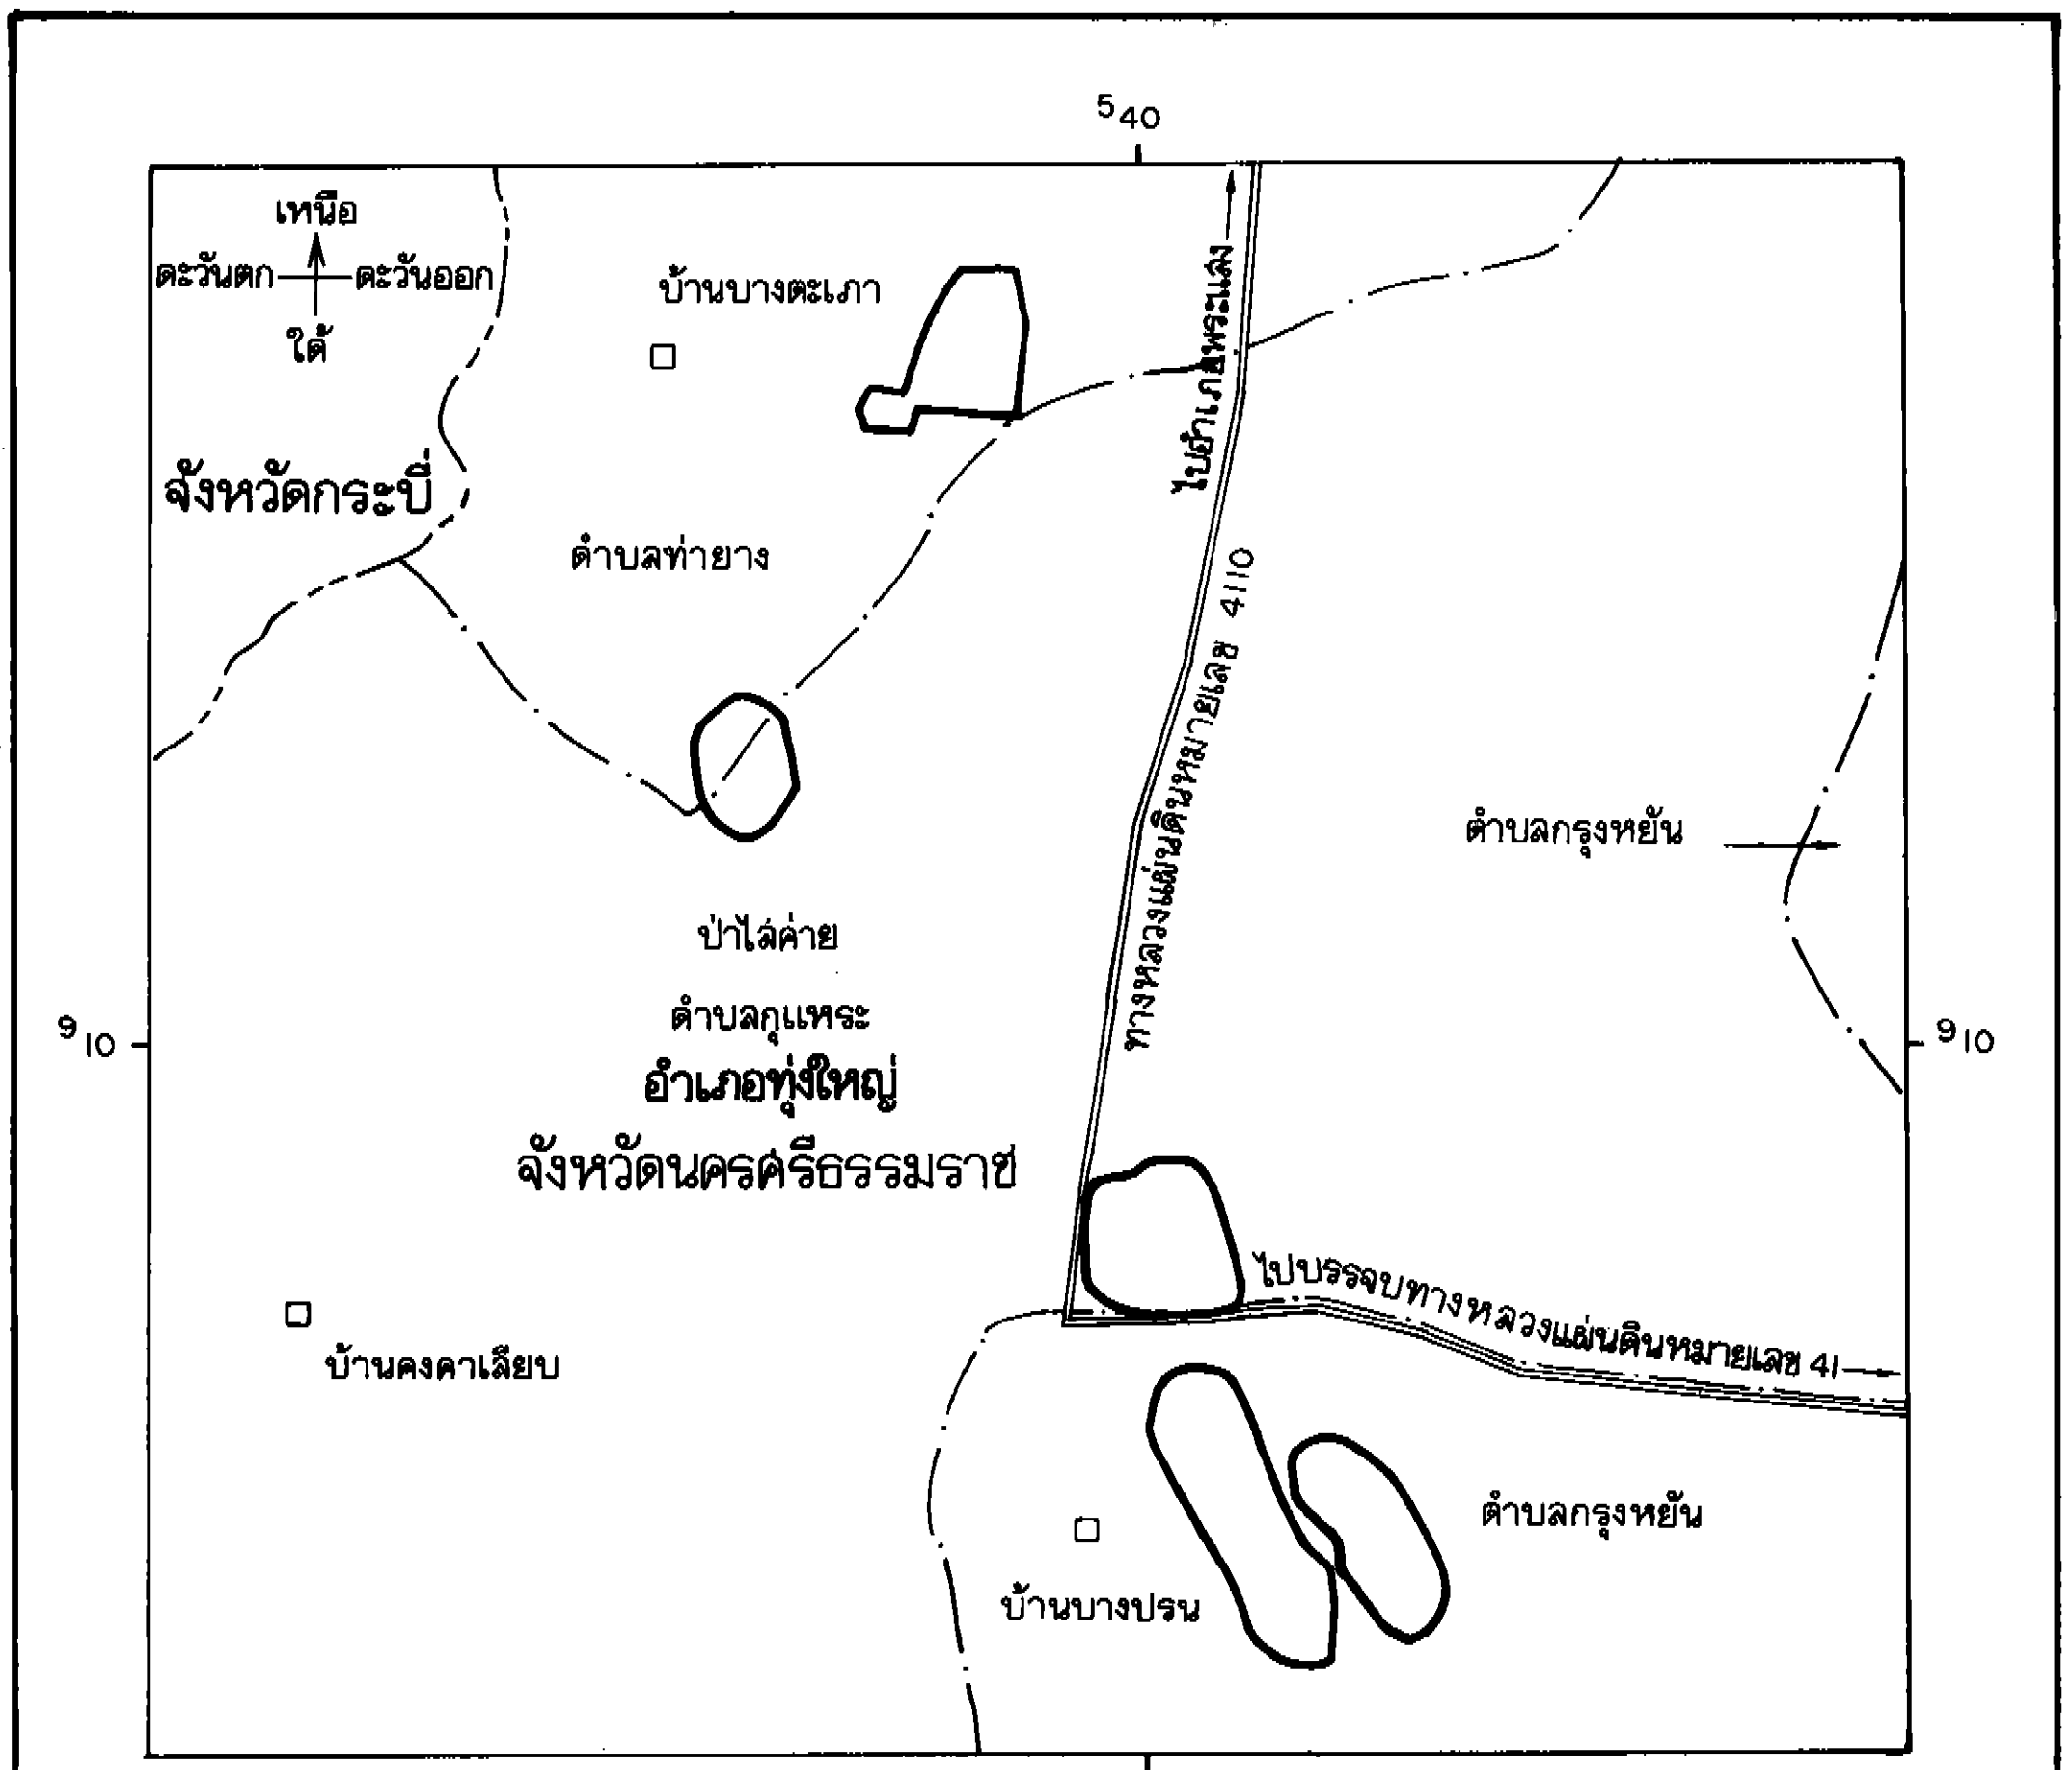 540
เหนือ
ตะวันตก ตะวันออก
ใต้
บ้านบางตะเภา
ไปอำเภอพระแสง
จังหวัดกระบี่
ตำบลท่ายาง
ทางหลวงแผ่นดินหมายเลข 4110
ตำบลกรุงหยัน
ป่าไสค่าย
ตำบลกุแหระ
910 910
อำเภอทุ่งใหญ่
จังหวัดนครศรีธรรมราช
ไปบรรจบทางหลวงแผ่นดินหมายเลข 41
บ้านคงคาเลียบ
ตำบลกรุงหยัน
บ้านบางปรน